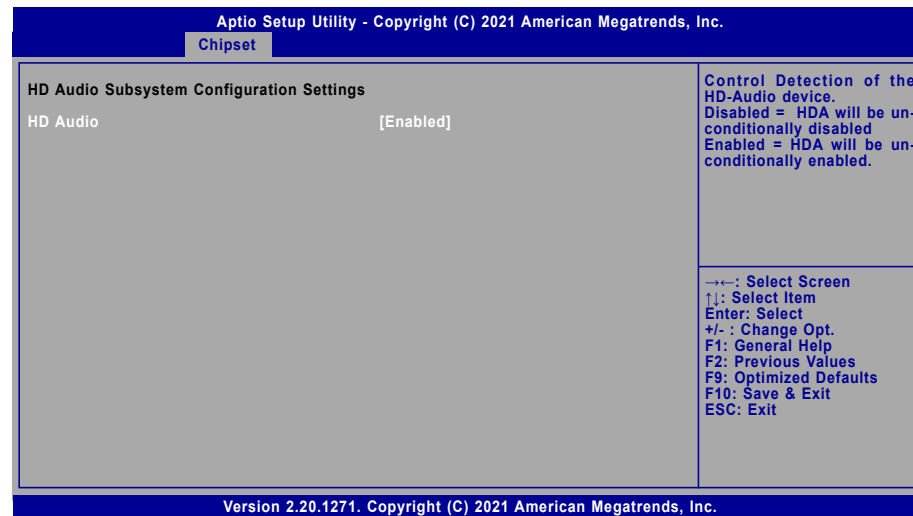 Aptio Setup Utility - Copyright (C) 2021 American Megatrends, Inc.
Chipset
HD Audio Subsystem Configuration Settings
HD Audio [Enabled]
Control Detection of the
HD-Audio device.
Disabled = HDA will be un-
conditionally disabled
Enabled = HDA will be un-
conditionally enabled.
→←: Select Screen
↑↓: Select Item
Enter: Select
+/- : Change Opt.
F1: General Help
F2: Previous Values
F9: Optimized Defaults
F10: Save & Exit
ESC: Exit
Version 2.20.1271. Copyright (C) 2021 American Megatrends, Inc.